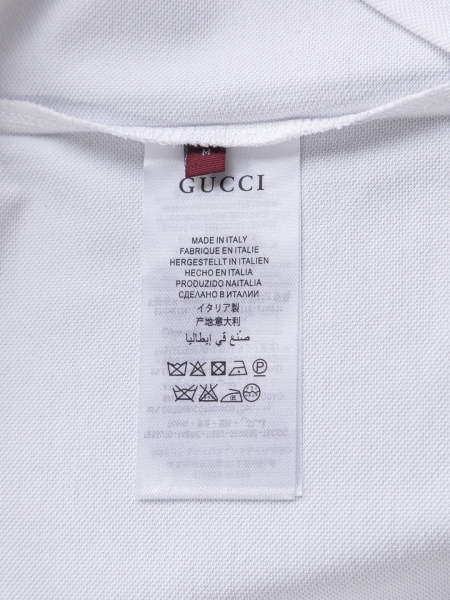 M
GUCCI
MADE IN ITALY
FABRIQUE EN ITALIE
HERGESTELLT IN ITALIEN
HECHO EN ITALIA
PRODUZIDO NAITALIA
СДЕЛАНО В ИТАЛИИ
イタリア製
产地意大利
صنع في إيطاليا